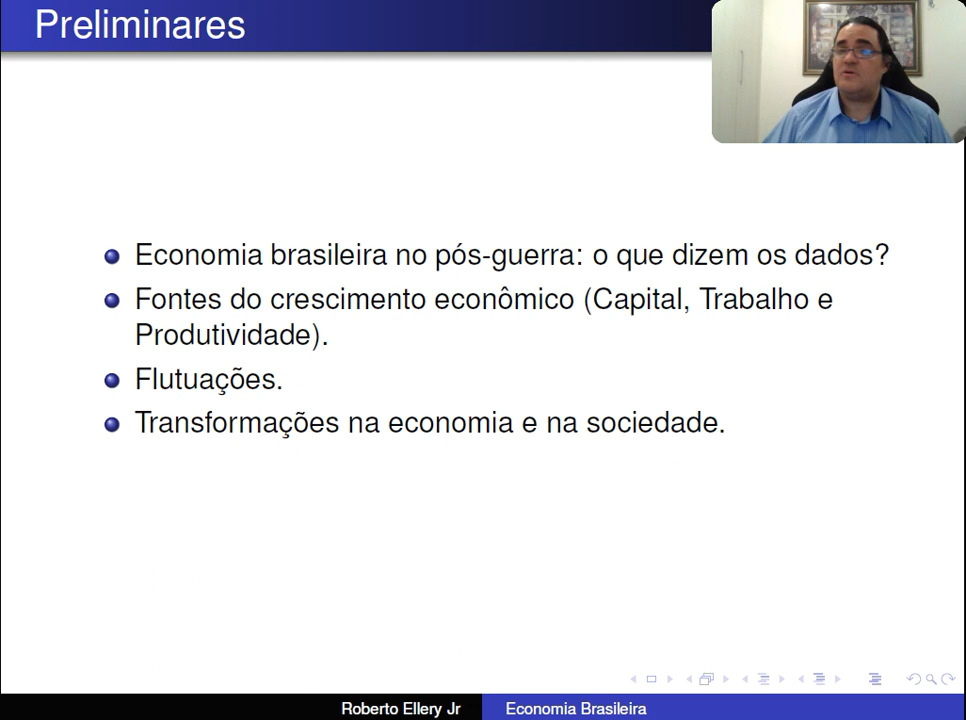 Preliminares
Economia brasileira no pós-guerra: o que dizem os dados?
Fontes do crescimento econômico (Capital, Trabalho e
Produtividade).
Flutuações.
Transformações na economia e na sociedade.
Roberto Ellery Jr
Economia Brasileira